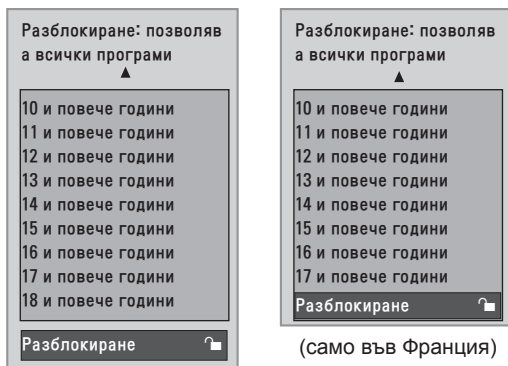 Разблокиране: позволяв
а всички програми
10 и повече години
11 и повече години
12 и повече години
13 и повече години
14 и повече години
15 и повече години
16 и повече години
17 и повече години
18 и повече години
Разблокиране
Разблокиране: позволяв
а всички програми
10 и повече години
11 и повече години
12 и повече години
13 и повече години
14 и повече години
15 и повече години
16 и повече години
17 и повече години
Разблокиране
(само във Франция)